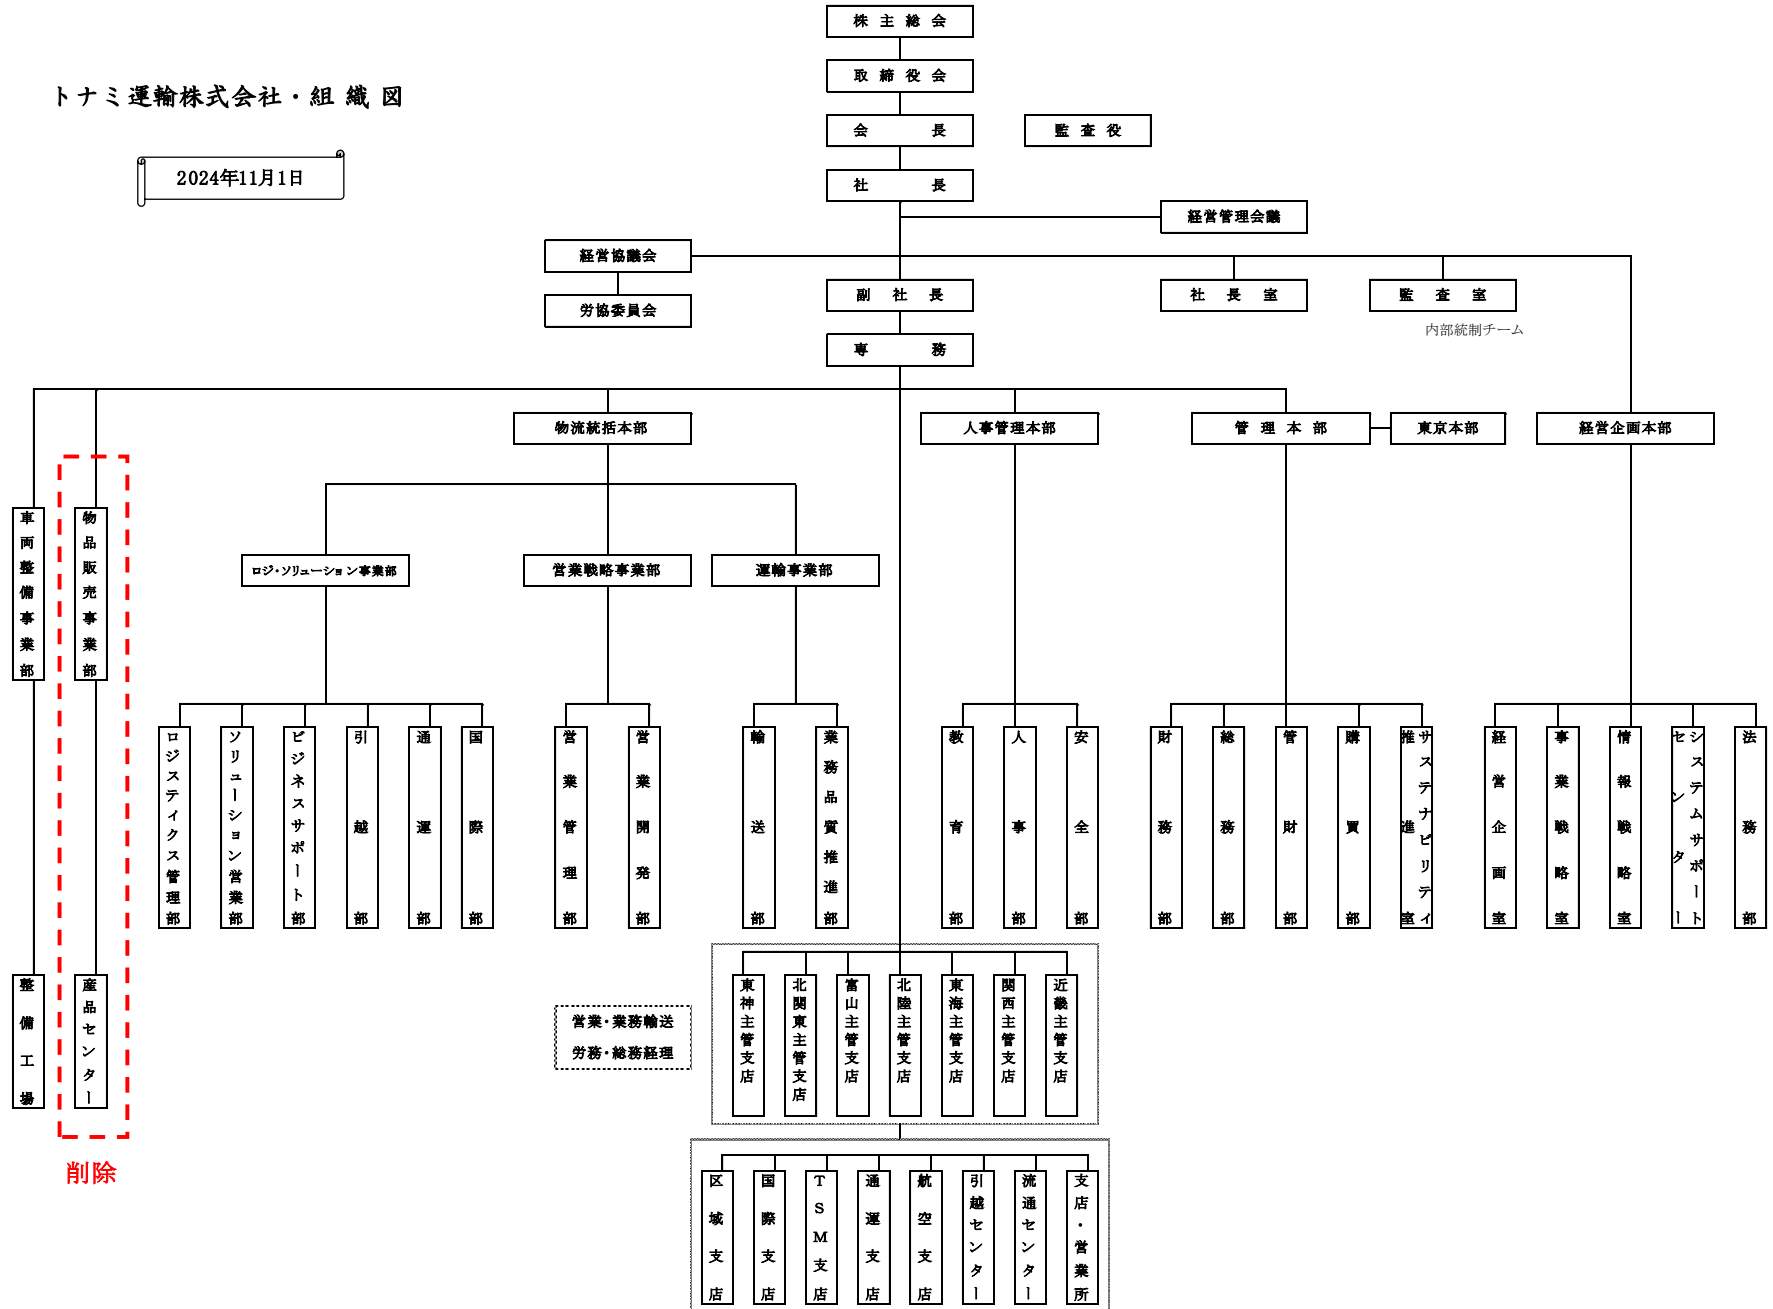 株主総会
取締役会
トナミ運輸株式会社・組織図
会長
監査役
2024年11月1日
社長
経営管理会議
経営協議会
副社長
社長室
監査室
労協委員会
内部統制チーム
専務
物流統括本部
人事管理本部
管理本部
東京本部
経営企画本部
車両整備事業部
物品販売事業部
ロジ・ソリューション事業部
営業戦略事業部
運輸事業部
ロジスティクス管理部
ソリューション営業部
ビジネスサポート部
引越部
通運部
国際部
営業管理部
営業開発部
輸送部
業務品質推進部
教育部
人事部
安全部
財務部
総務部
管財部
購買部
サステナビリティ
推進室
経営企画室
事業戦略室
情報戦略室
システムサポート
センター
法務部
整備工場
産品センター
営業・業務輸送
労務・総務経理
東神主管支店
北関東主管支店
富山主管支店
北陸主管支店
東海主管支店
関西主管支店
近畿主管支店
削除
区域支店
国際支店
TSM支店
通運支店
航空支店
引越センター
流通センター
支店・営業所